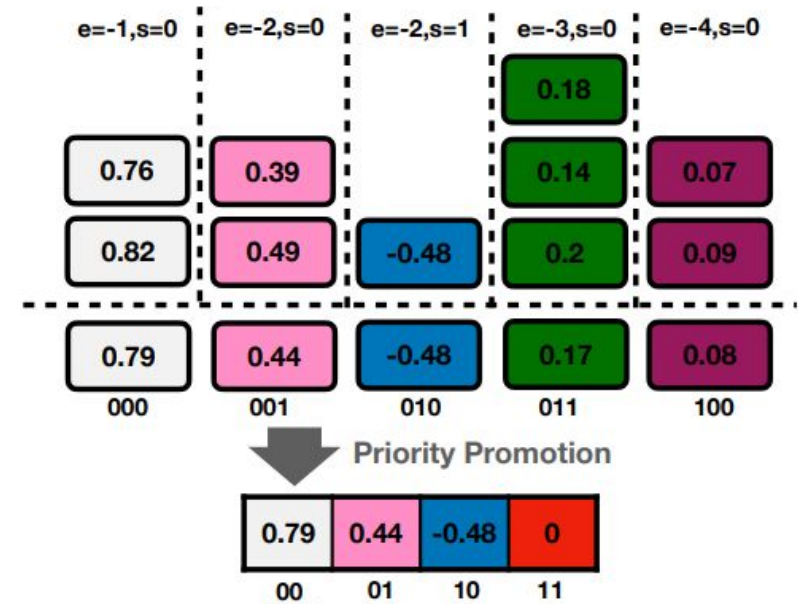 e=-1,s=0 e=-2,s=0 e=-2,s=1 e=-3,s=0 e=-4,s=0
0.18
0.76 0.39 0.14 0.07
0.82 0.49 -0.48 0.2 0.09
0.79 0.44 -0.48 0.17 0.08
000 001 010 011 100
Priority Promotion
0.79 0.44 -0.48 0
00 01 10 11